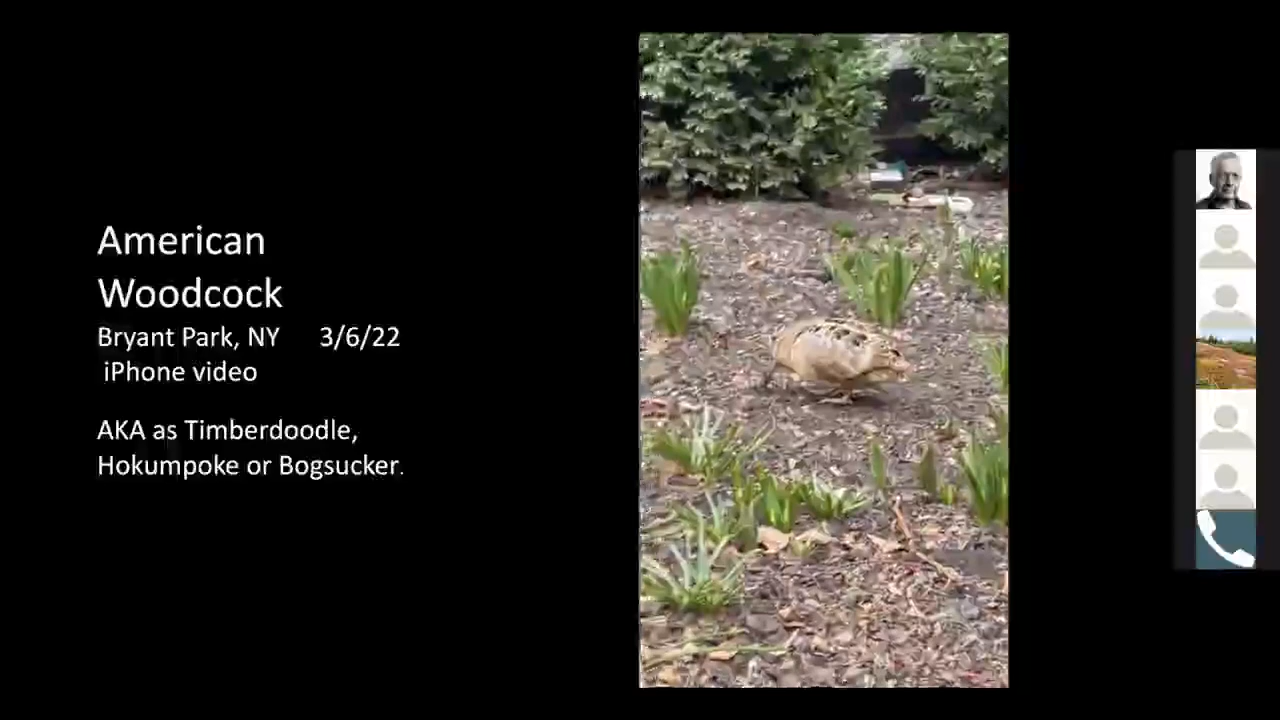 American
Woodcock
Bryant Park, NY 3/6/22
iPhone video
AKA as Timberdoodle,
Hokumpoke or Bogsucker.